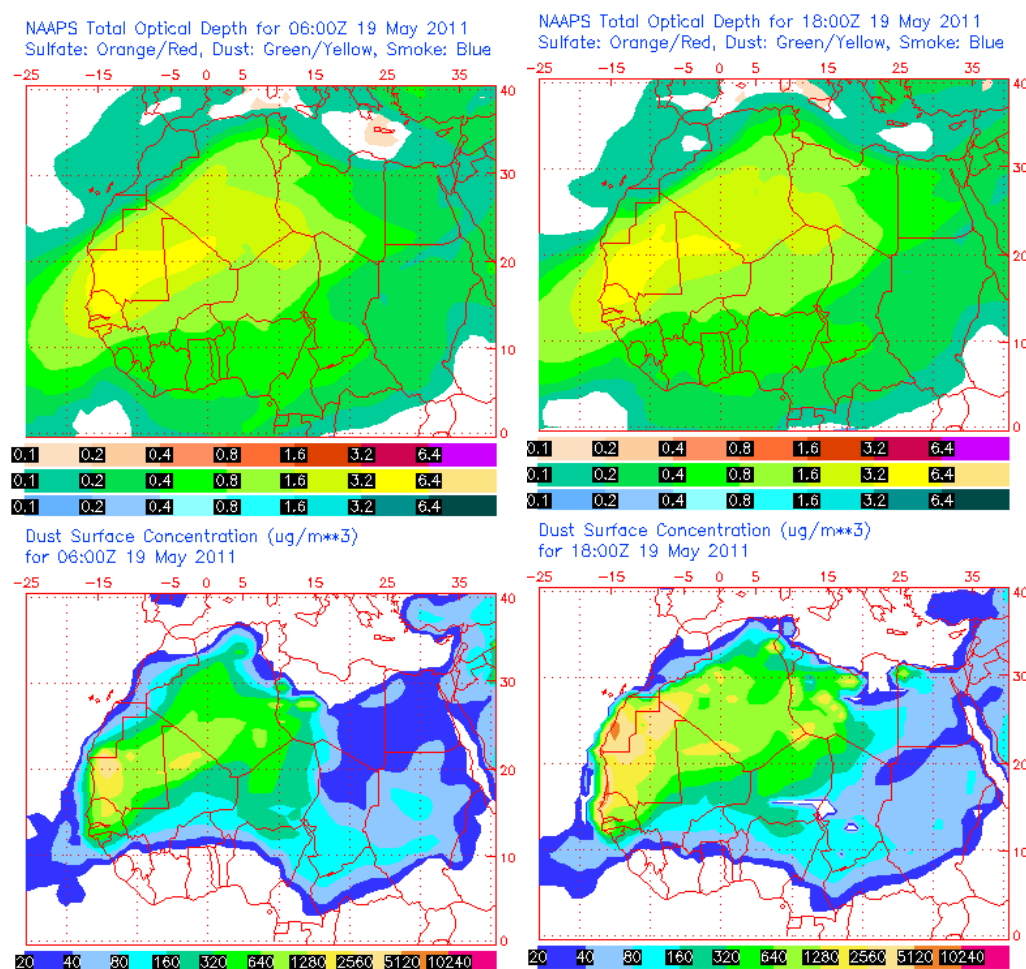 NAAPS Total Optical Depth for 06:00Z 19 May 2011
Sulfate: Orange/Red, Dust: Green/Yellow, Smoke: Blue
-25 -15 -5 0 5 15 25 35
40
30
20
10
0
0.1 0.2 0.4 0.8 1.6 3.2 6.4
0.1 0.2 0.4 0.8 1.6 3.2 6.4
0.1 0.2 0.4 0.8 1.6 3.2 6.4
NAAPS Total Optical Depth for 18:00Z 19 May 2011
Sulfate: Orange/Red, Dust: Green/Yellow, Smoke: Blue
-25 -15 -5 0 5 15 25 35
40
30
20
10
0
0.1 0.2 0.4 0.8 1.6 3.2 6.4
0.1 0.2 0.4 0.8 1.6 3.2 6.4
0.1 0.2 0.4 0.8 1.6 3.2 6.4
Dust Surface Concentration (ug/m**3)
for 06:00Z 19 May 2011
-25 -15 -5 0 5 15 25 35
40
30
20
10
0
20 40 80 160 320 640 1280 2560 5120 10240
Dust Surface Concentration (ug/m**3)
for 18:00Z 19 May 2011
-25 -15 -5 0 5 15 25 35
40
30
20
10
0
20 40 80 160 320 640 1280 2560 5120 10240